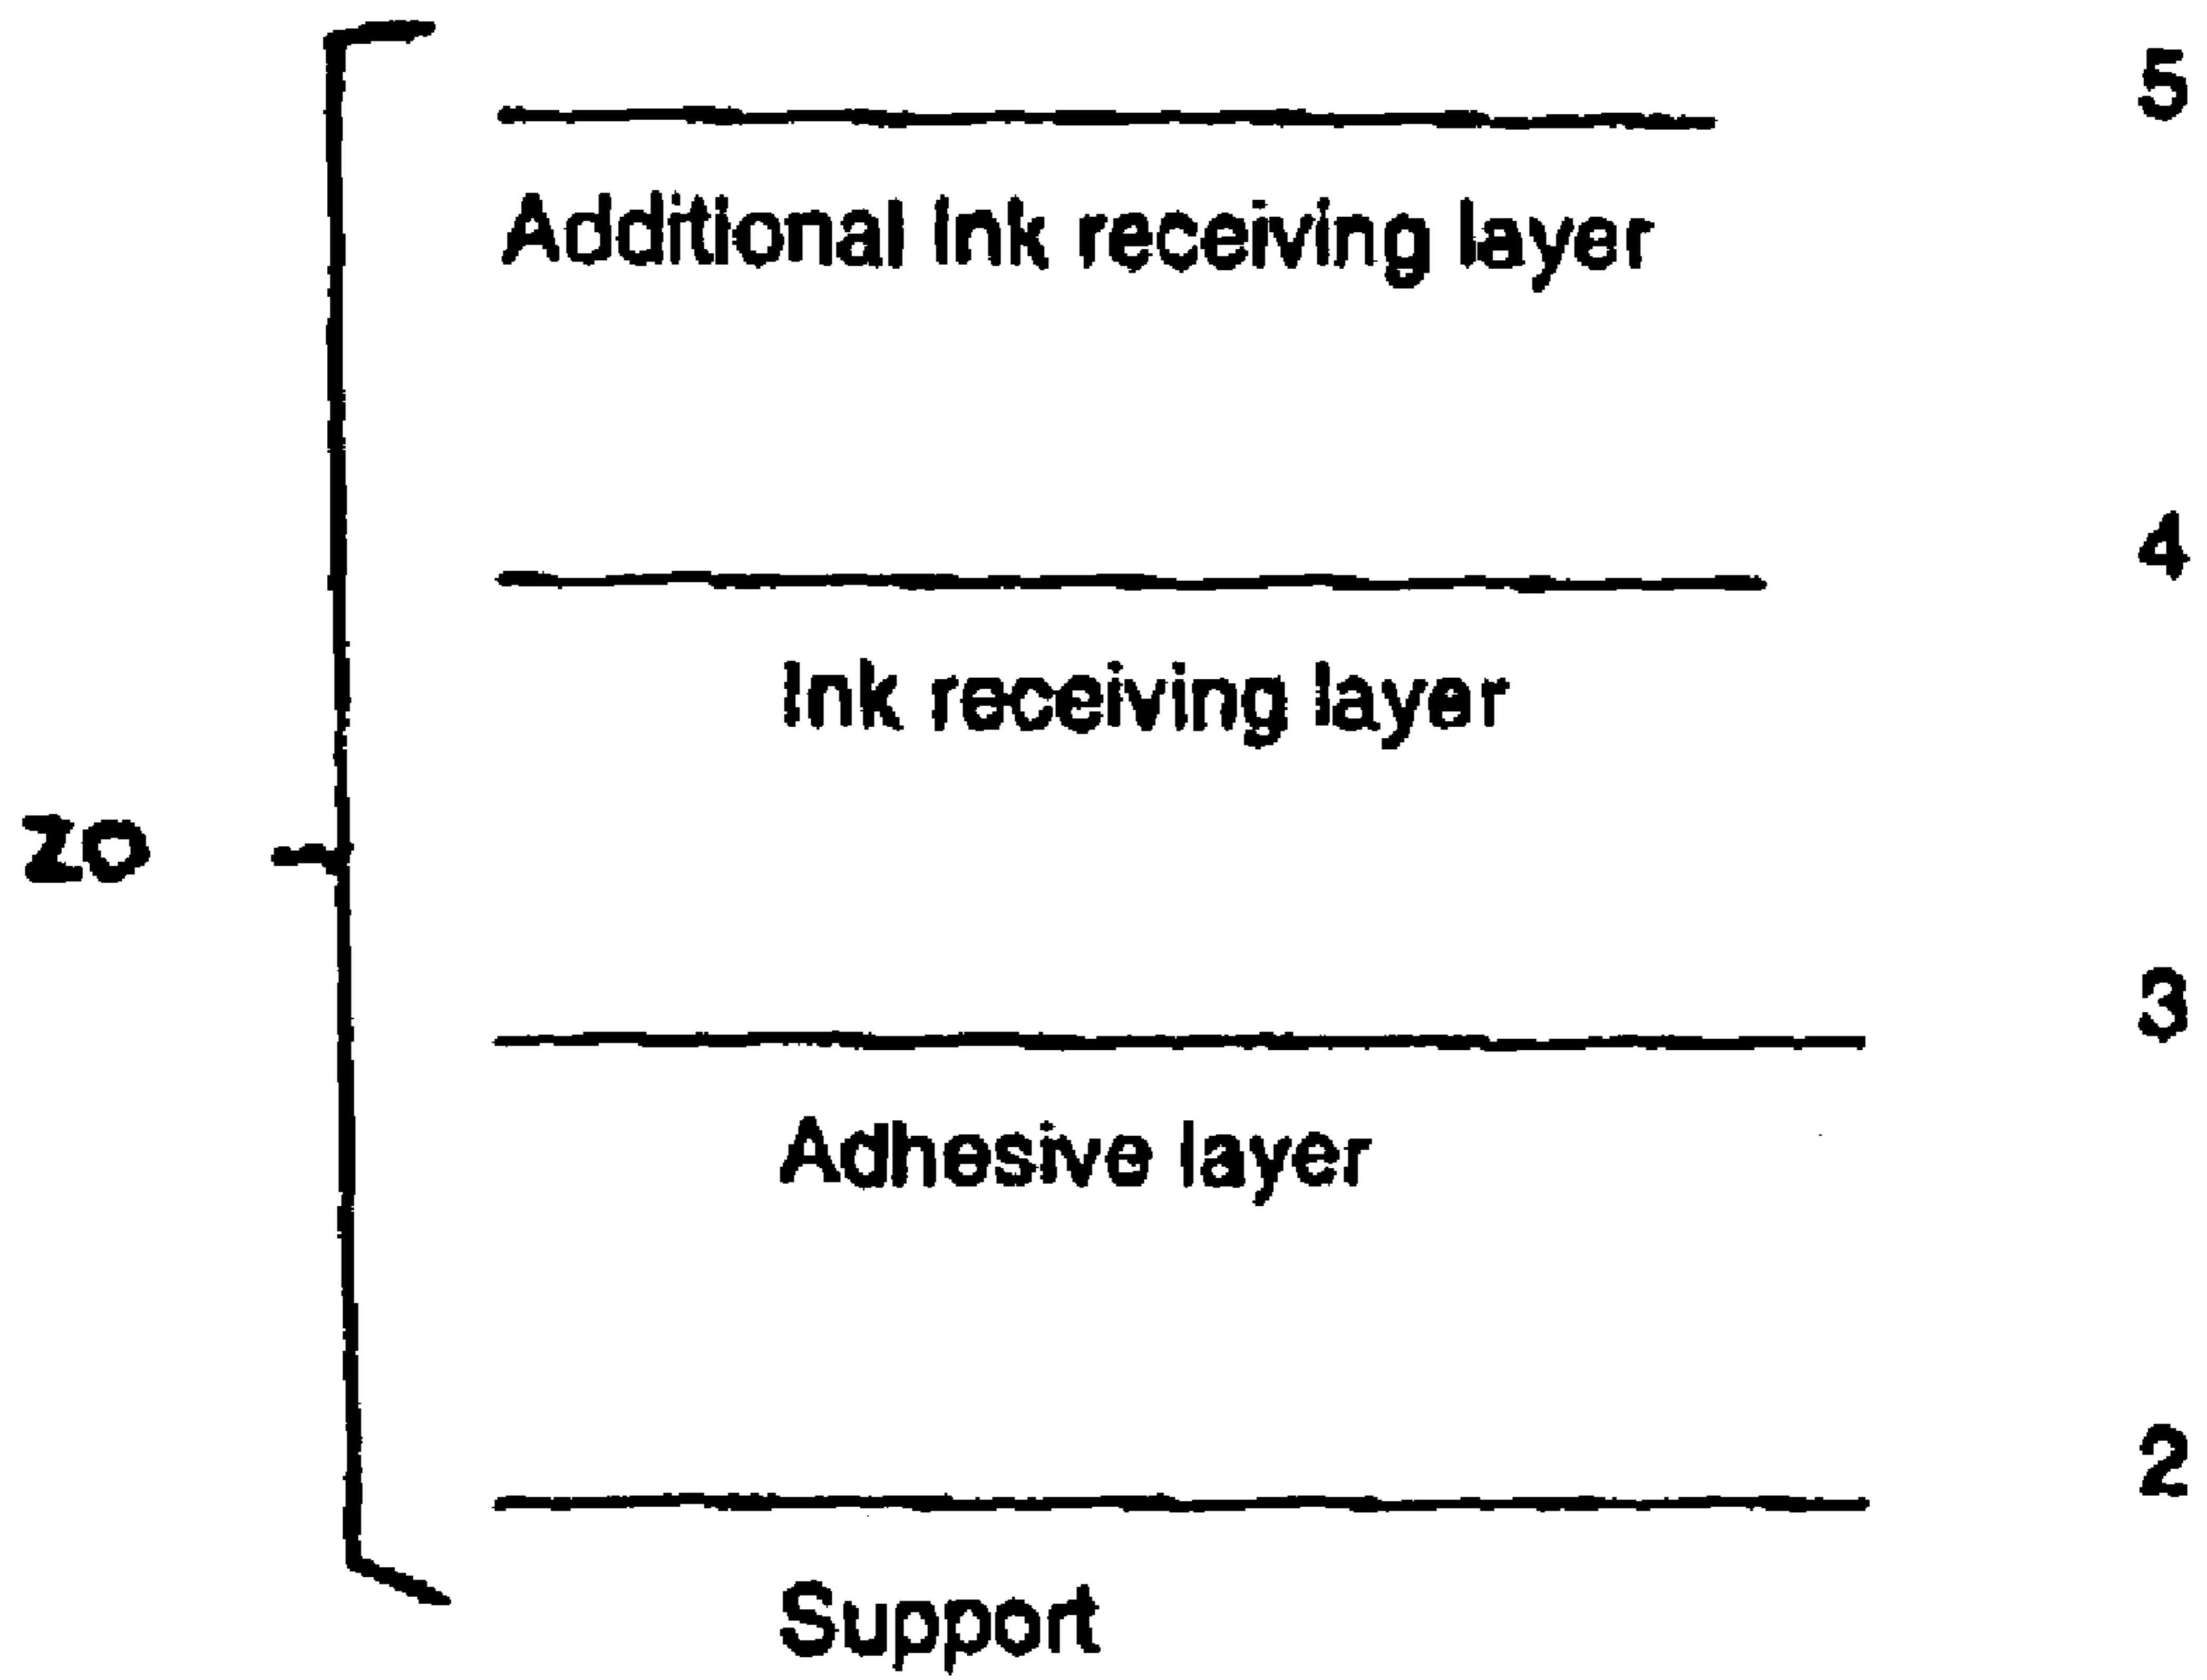 5
Additional ink receiving layer
4
Ink receiving layer
20
3
Adhesive layer
2
Support